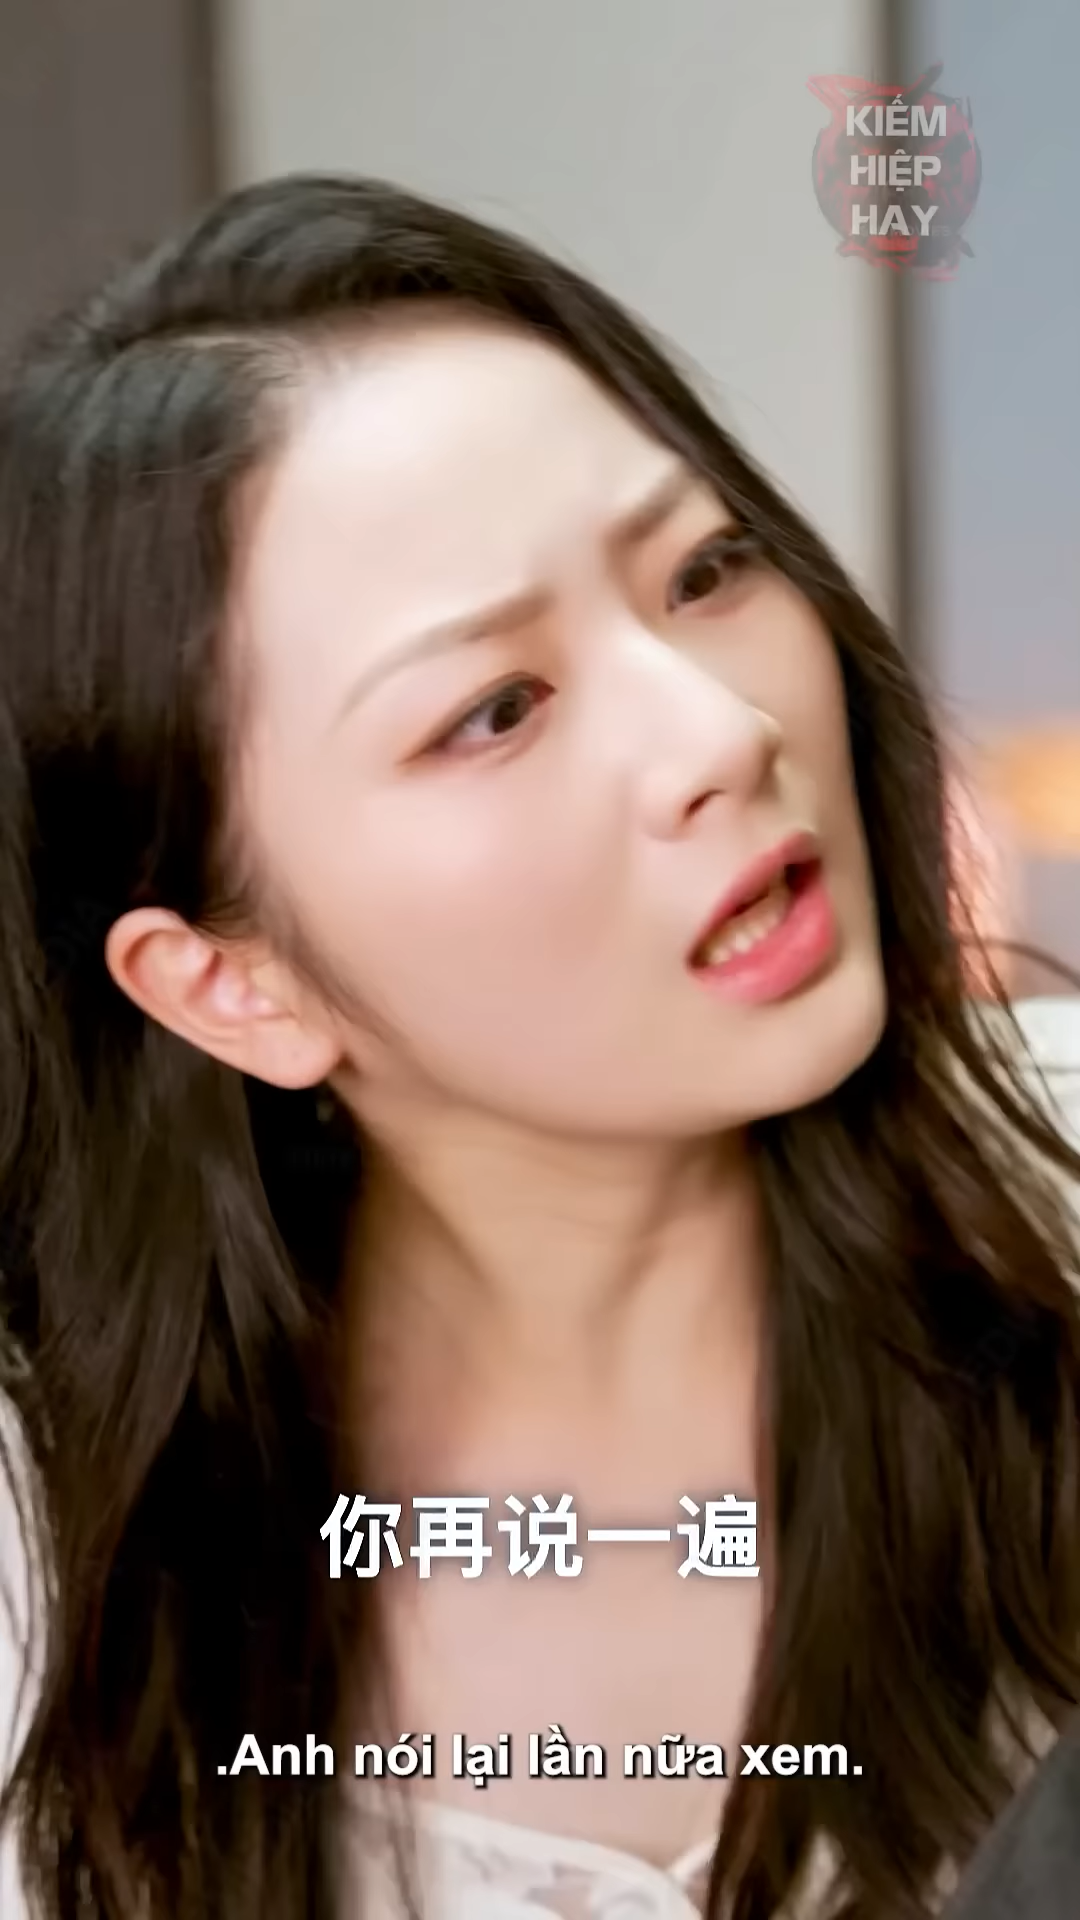 KIẾM
HIỆP
HAY
你再说一遍
.Anh nói lại lần nữa xem.